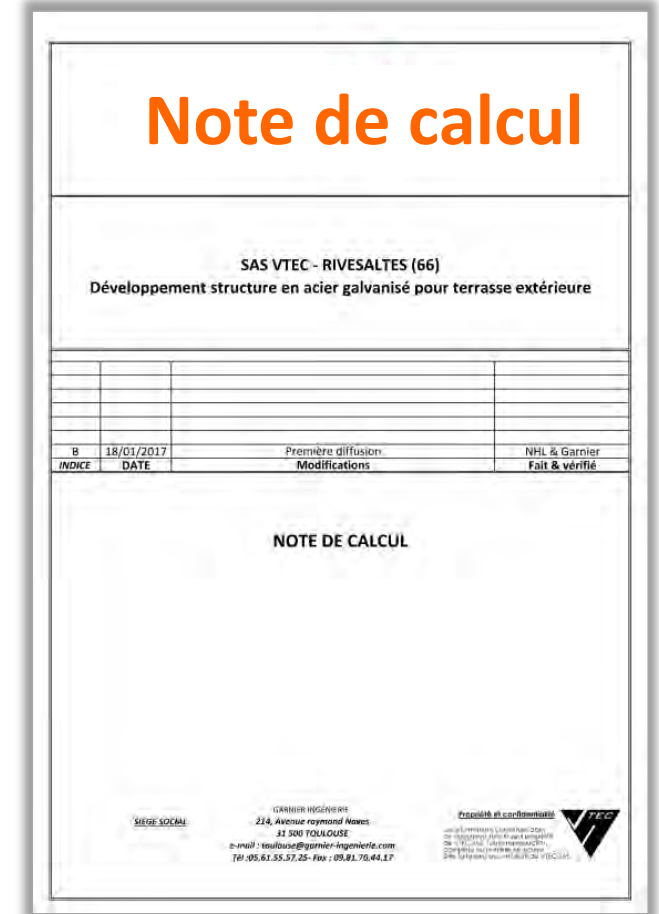 Note de calcul
SAS VTEC - RIVESALTES (66)
Développement structure en acier galvanisé pour terrasse extérieure
B 18/01/2017 Première diffusion NHL & Garnier
INDICE DATE Modifications Fait & vérifié
NOTE DE CALCUL
SIEGE SOCIAL
GARNIER INGÉNIERIE
214, Avenue raymond Naves
31 500 TOULOUSE
e-mail : toulouse@garnier-ingenierie.com
Tél :05.61.55.57.25- Fax : 09.81.70.44.17
Propriété et confidentialité
VTEC